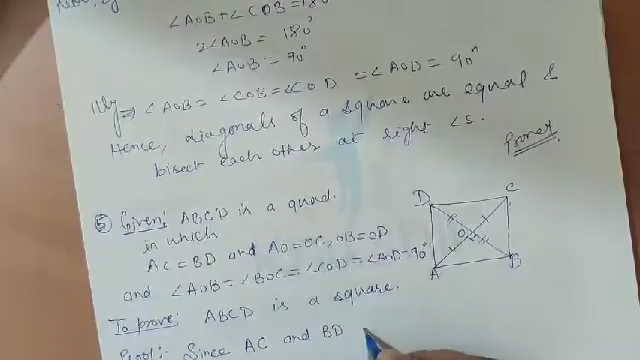 ∠AOB + ∠COB = 180°
2∠AOB = 180°
∠AOB = 90°
Illy ⇒ ∠AOB = ∠COB = ∠COD = ∠AOD = 90°
Hence, diagonals of a square are equal &
bisect each other at right ∠s.
Proved
⑤ Given: ABCD is a quad.
in which
AC = BD and AO = OC, OB = OD
and ∠AOB = ∠BOC = ∠COD = ∠AOD = 90°
D C
O
A B
To prove: ABCD is a square.
Proof:- Since AC and BD